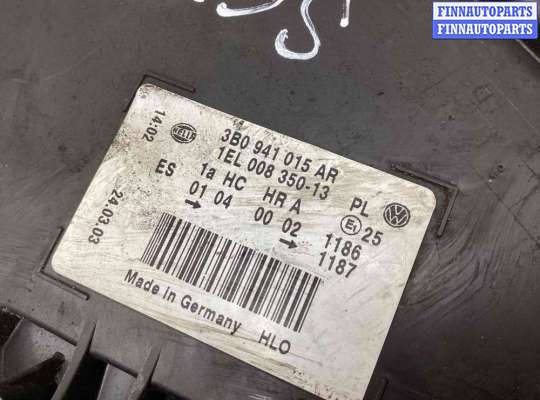 FINNAUTOPARTS
FINNAUTOPARTS
14:02
24.03.03
HELLA
3B0 941 015 AR
1EL 008 350-13
ES 1a HC HR A PL
01 04 00 02 E1 25
→ → 1186
1187
Made in Germany HLO